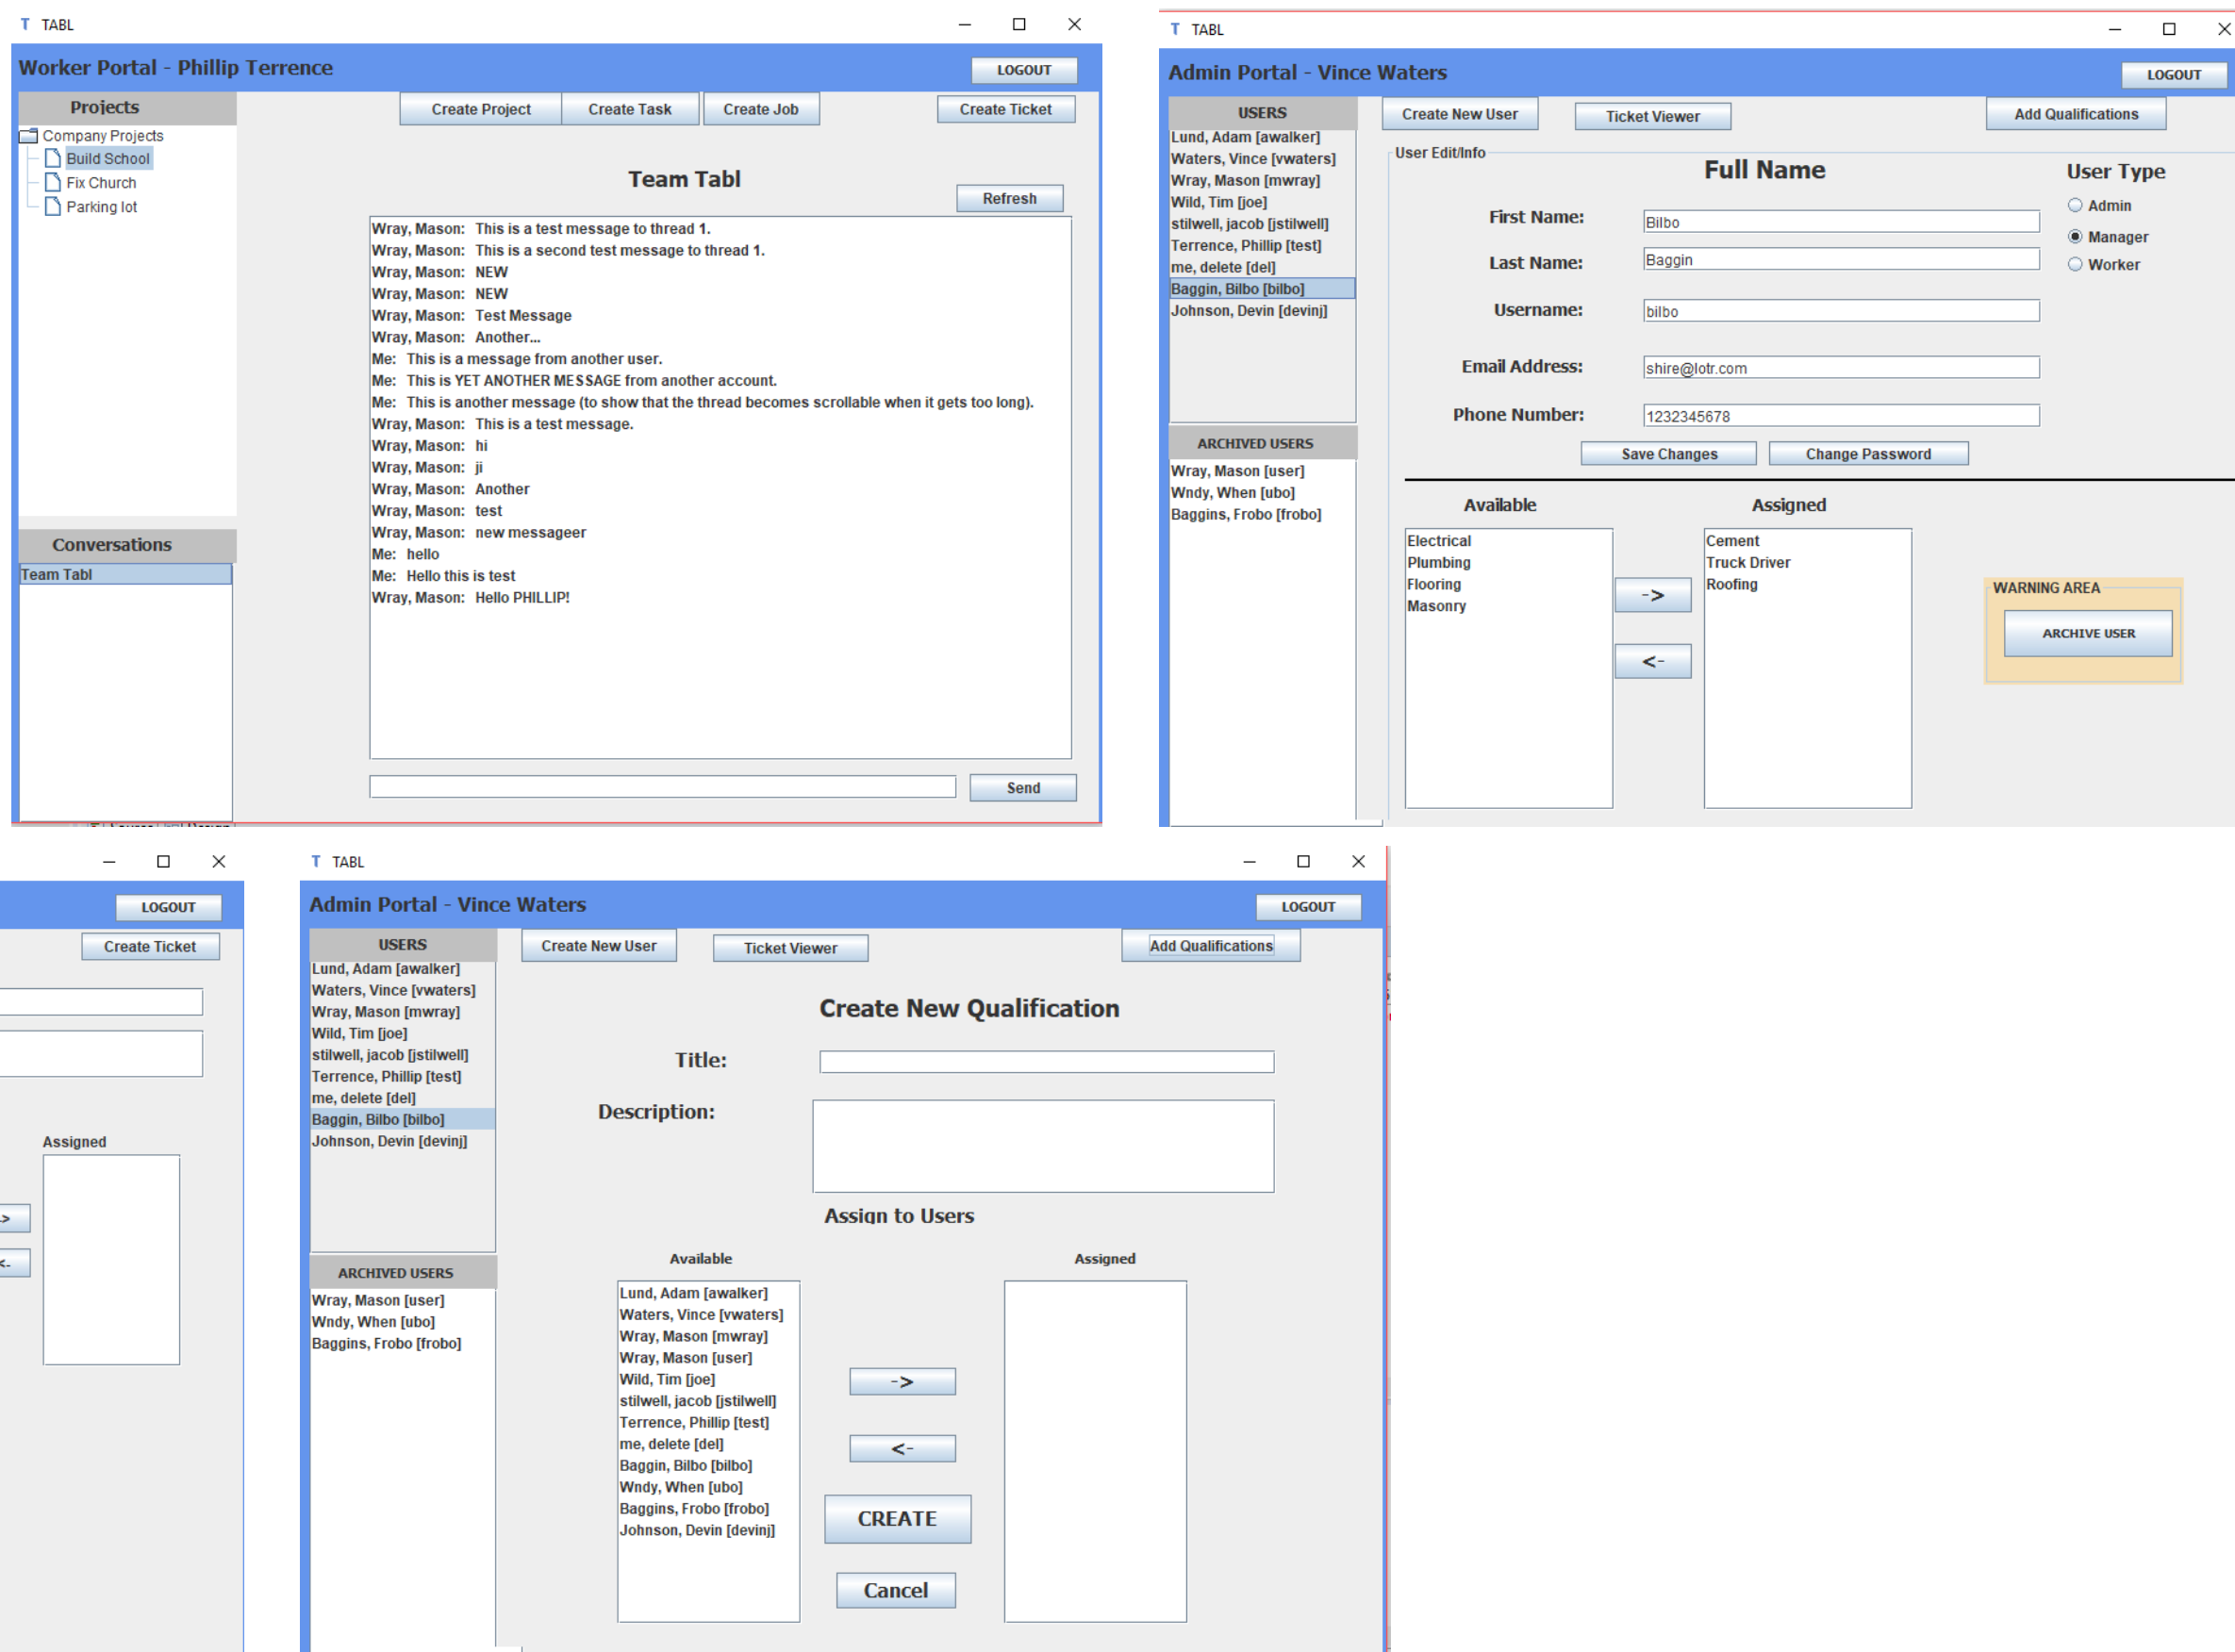 TABL
Worker Portal - Phillip Terrence
LOGOUT
Projects
Create Project
Create Task
Create Job
Create Ticket
Company Projects
Build School
Fix Church
Parking lot
Team Tabl
Refresh
Wray, Mason: This is a test message to thread 1.
Wray, Mason: This is a second test message to thread 1.
Wray, Mason: NEW
Wray, Mason: NEW
Wray, Mason: Test Message
Wray, Mason: Another...
Me: This is a message from another user.
Me: This is YET ANOTHER MESSAGE from another account.
Me: This is another message (to show that the thread becomes scrollable when it gets too long).
Wray, Mason: This is a test message.
Wray, Mason: hi
Wray, Mason: ji
Wray, Mason: Another
Wray, Mason: test
Wray, Mason: new messageer
Me: hello
Me: Hello this is test
Wray, Mason: Hello PHILLIP!
Conversations
Team Tabl
Send
TABL
Admin Portal - Vince Waters
LOGOUT
USERS
Create New User
Ticket Viewer
Add Qualifications
Lund, Adam [awalker]
Waters, Vince [vwaters]
Wray, Mason [mwray]
Wild, Tim [joe]
stilwell, jacob [jstilwell]
Terrence, Phillip [test]
me, delete [del]
Baggin, Bilbo [bilbo]
Johnson, Devin [devinj]
ARCHIVED USERS
Wray, Mason [user]
Wndy, When [ubo]
Baggins, Frobo [frobo]
User Edit/Info
Full Name
User Type
First Name: Bilbo
Last Name: Baggin
Username: bilbo
Email Address: shire@lotr.com
Phone Number: 1232345678
Admin
Manager
Worker
Save Changes
Change Password
Available
Electrical
Plumbing
Flooring
Masonry
->
<-
Assigned
Cement
Truck Driver
Roofing
WARNING AREA
ARCHIVE USER
LOGOUT
Create Ticket
Assigned
TABL
Admin Portal - Vince Waters
LOGOUT
USERS
Create New User
Ticket Viewer
Add Qualifications
Lund, Adam [awalker]
Waters, Vince [vwaters]
Wray, Mason [mwray]
Wild, Tim [joe]
stilwell, jacob [jstilwell]
Terrence, Phillip [test]
me, delete [del]
Baggin, Bilbo [bilbo]
Johnson, Devin [devinj]
ARCHIVED USERS
Wray, Mason [user]
Wndy, When [ubo]
Baggins, Frobo [frobo]
Create New Qualification
Title:
Description:
Assign to Users
Available
Lund, Adam [awalker]
Waters, Vince [vwaters]
Wray, Mason [mwray]
Wray, Mason [user]
Wild, Tim [joe]
stilwell, jacob [jstilwell]
Terrence, Phillip [test]
me, delete [del]
Baggin, Bilbo [bilbo]
Wndy, When [ubo]
Baggins, Frobo [frobo]
Johnson, Devin [devinj]
->
<-
CREATE
Cancel
Assigned